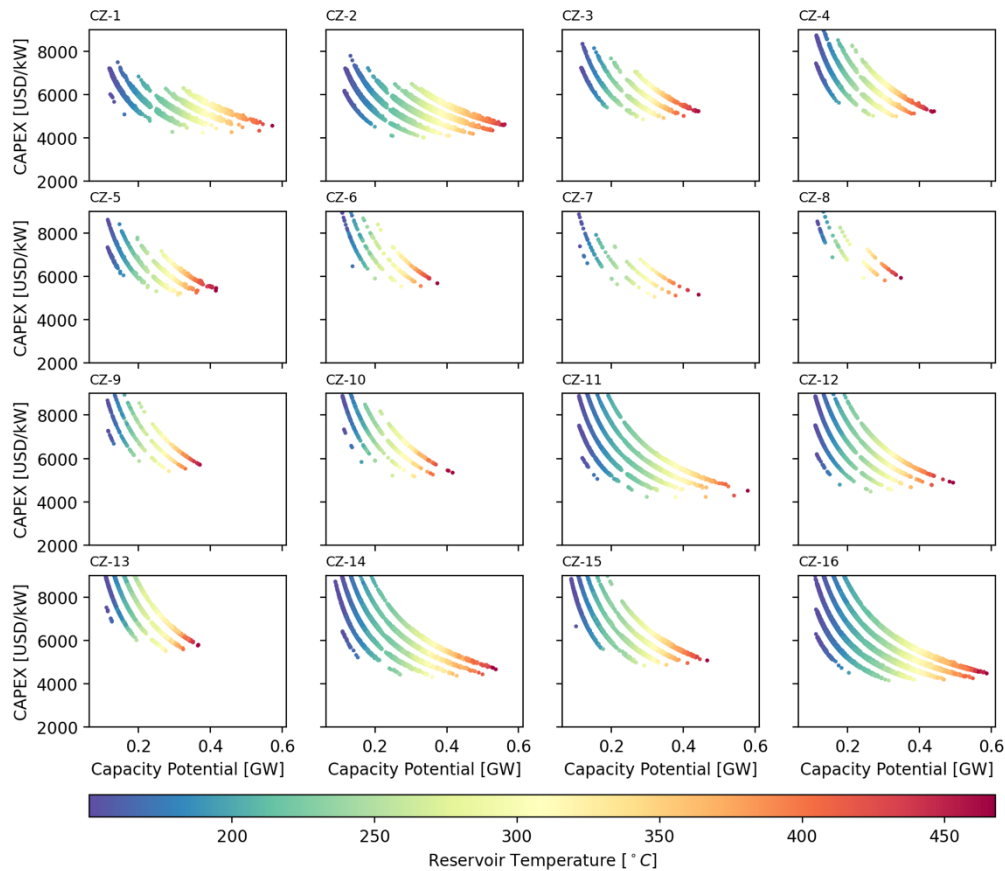 CZ-1 CZ-2 CZ-3 CZ-4
CAPEX [USD/kW]
8000
6000
4000
2000
CZ-5 CZ-6 CZ-7 CZ-8
CAPEX [USD/kW]
8000
6000
4000
2000
CZ-9 CZ-10 CZ-11 CZ-12
CAPEX [USD/kW]
8000
6000
4000
2000
CZ-13 CZ-14 CZ-15 CZ-16
CAPEX [USD/kW]
8000
6000
4000
2000
0.2 0.4 0.6 0.2 0.4 0.6 0.2 0.4 0.6 0.2 0.4 0.6
Capacity Potential [GW] Capacity Potential [GW] Capacity Potential [GW] Capacity Potential [GW]
200 250 300 350 400 450
Reservoir Temperature [°C]